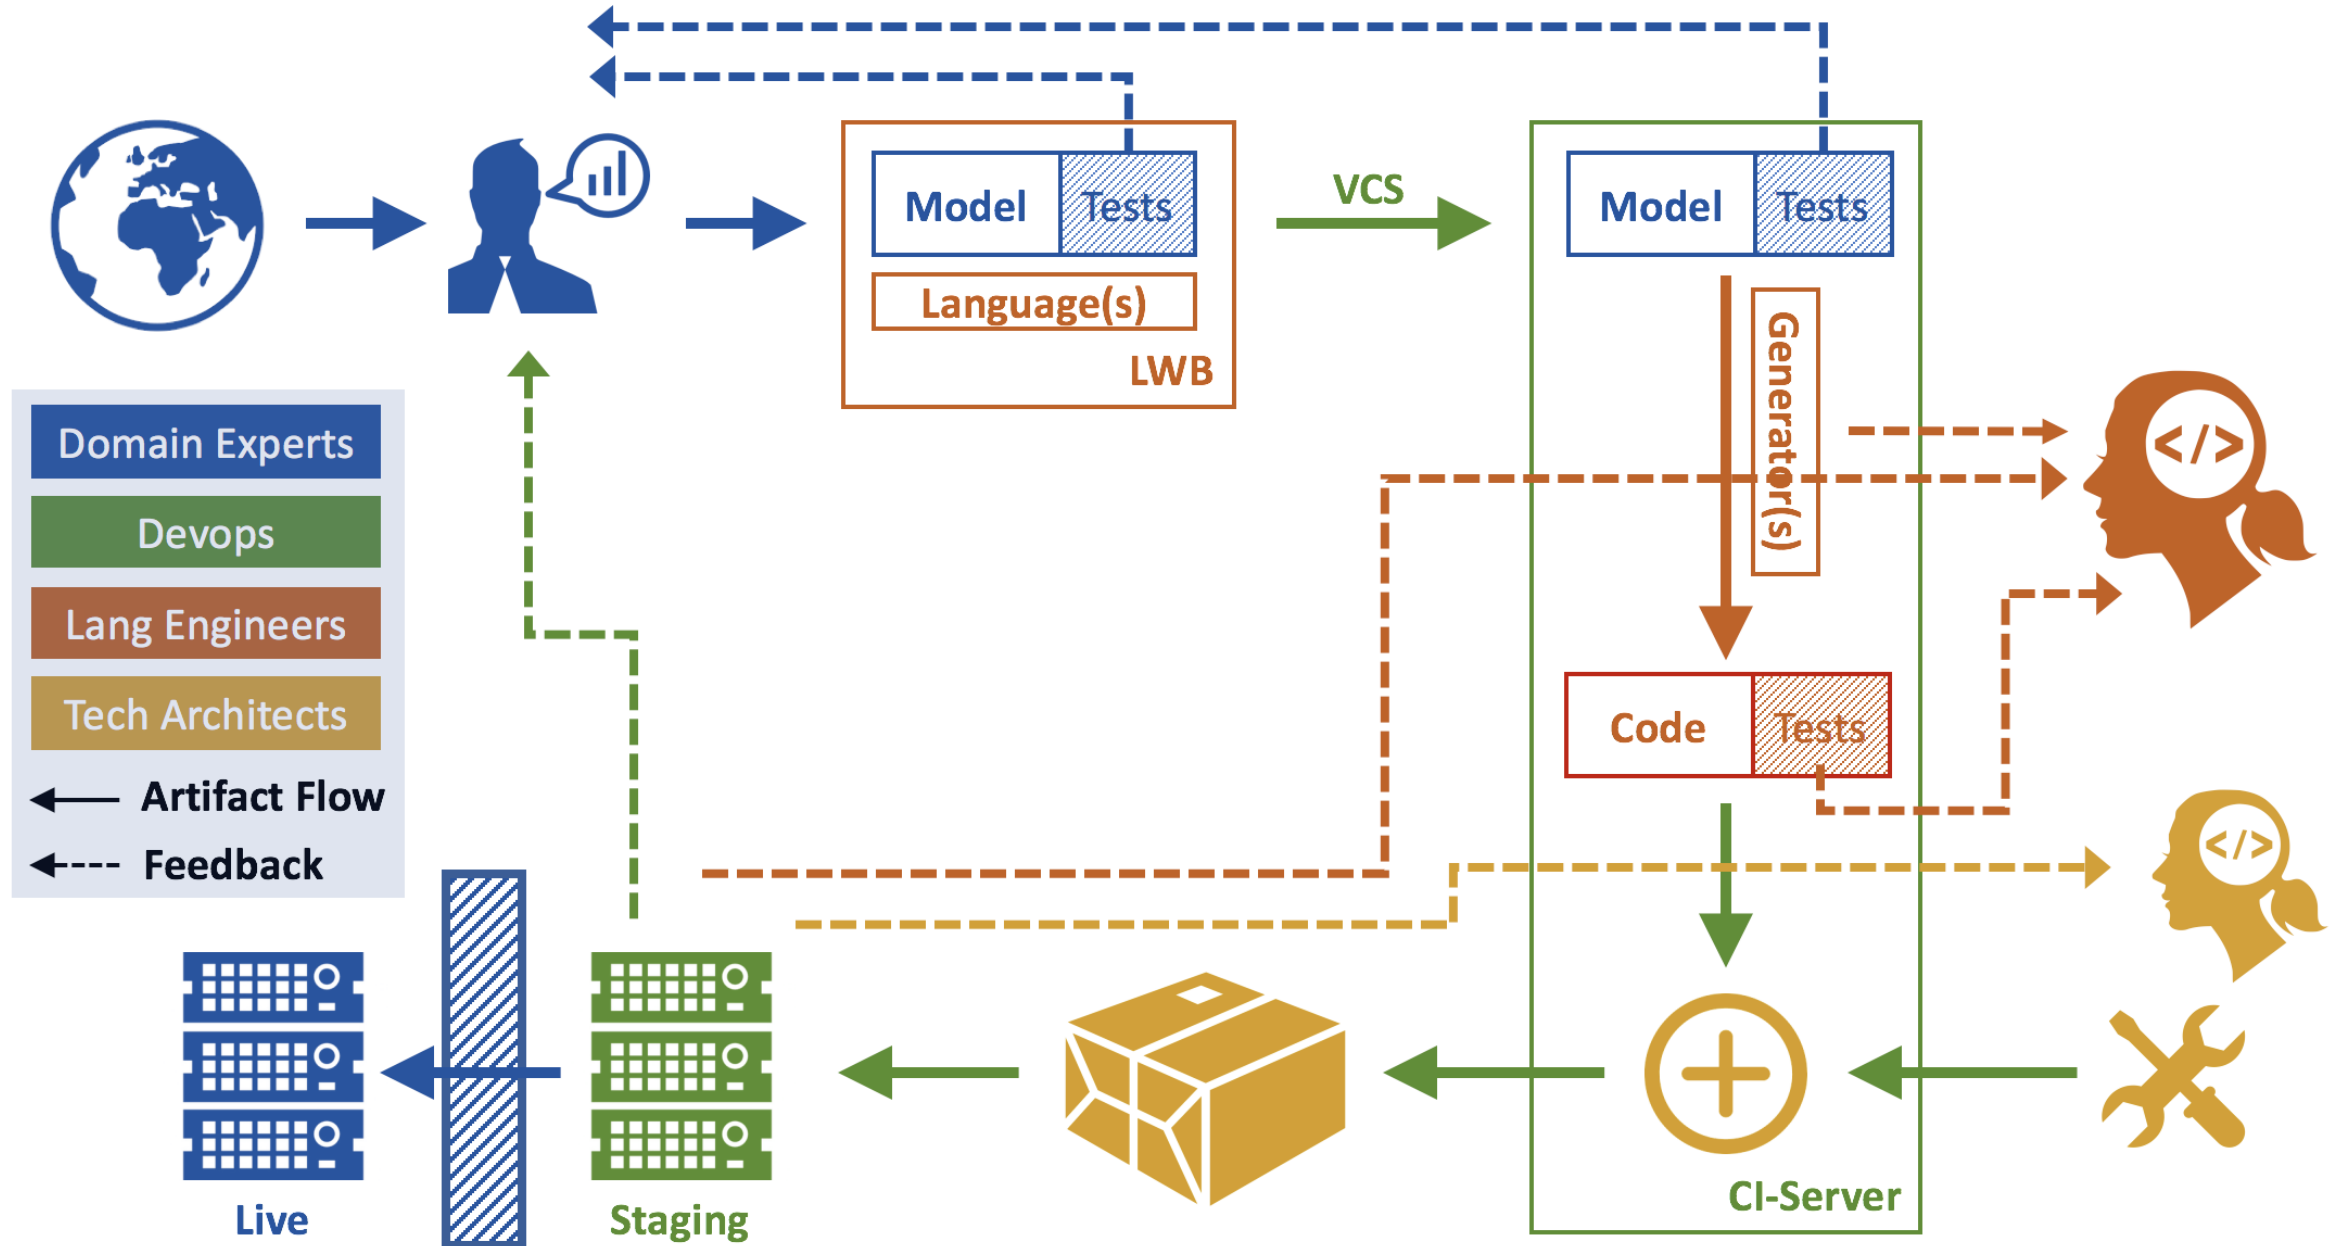 VCS
Model
Tests
Language(s)
LWB
Model
Tests
Generator(s)
</>
Domain Experts
Devops
Lang Engineers
Tech Architects
Artifact Flow
Feedback
Code
Tests
</>
Live
Staging
CI-Server